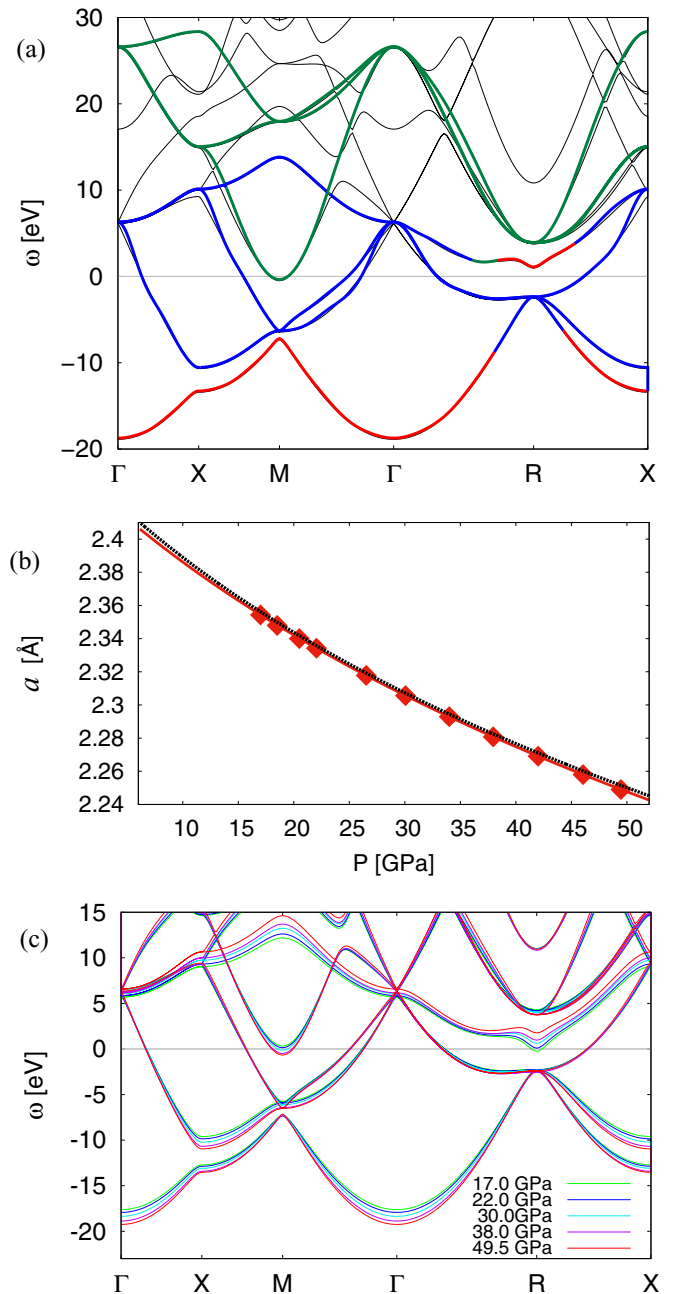 (a)
30
20
10
0
−10
−20
ω [eV]
Γ X M Γ R X
(b)
2.4
2.38
2.36
2.34
2.32
2.3
2.28
2.26
2.24
a [Å]
10 15 20 25 30 35 40 45 50
P [GPa]
(c)
15
10
5
0
-5
-10
-15
-20
ω [eV]
17.0 GPa
22.0 GPa
30.0GPa
38.0 GPa
49.5 GPa
Γ X M Γ R X